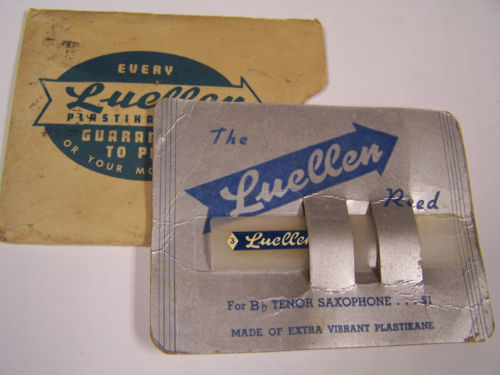 EVERY
Luellen
PLASTIKA
GUARAN
TO P
OR YOUR MO
The
Luellen
Reed
3 Luellen
For Bb TENOR SAXOPHONE . . . $1
MADE OF EXTRA VIBRANT PLASTIKANE